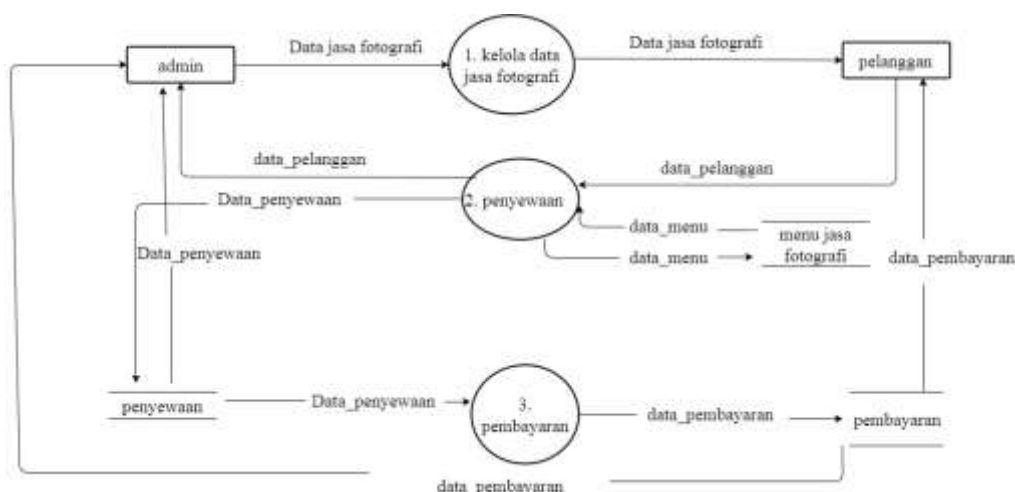 Data jasa fotografi
Data jasa fotografi
admin
1. kelola data
jasa fotografi
pelanggan
data_pelanggan
data_pelanggan
Data_penyewaan
2. penyewaan
data_menu
menu jasa
fotografi
Data_penyewaan
data_menu
data_pembayaran
penyewaan
Data_penyewaan
3.
pembayaran
data_pembayaran
pembayaran
data_pembayaran